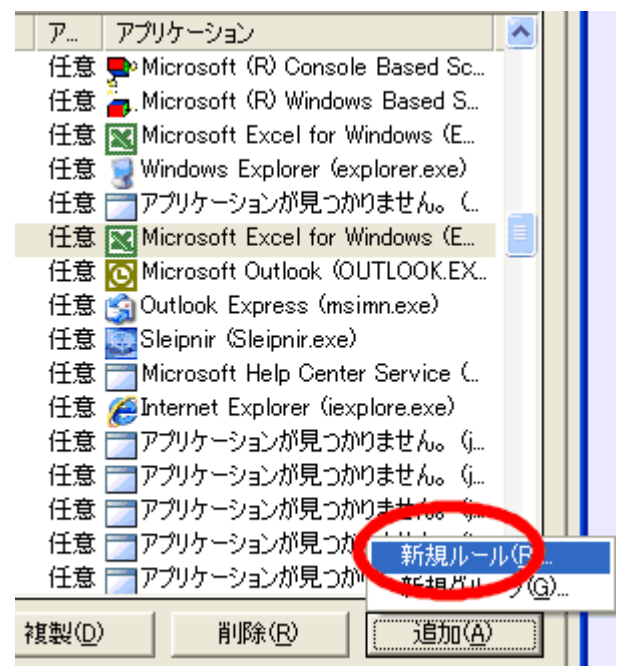 ア... アプリケーション
任意 Microsoft (R) Console Based Sc...
任意 Microsoft (R) Windows Based S...
任意 Microsoft Excel for Windows (E...
任意 Windows Explorer (explorer.exe)
任意 アプリケーションが見つかりません。 (...
任意 Microsoft Excel for Windows (E...
任意 Microsoft Outlook (OUTLOOK.EX...
任意 Outlook Express (msimn.exe)
任意 Sleipnir (Sleipnir.exe)
任意 Microsoft Help Center Service (...
任意 Internet Explorer (iexplore.exe)
任意 アプリケーションが見つかりません。 (j...
任意 アプリケーションが見つかりません。 (j...
任意 アプリケーションが見つかりません。 (j...
任意 アプリケーションが見つか
新規ルール(R)...
任意 アプリケーションが見つか
新規グループ(G)...
複製(D) 削除(R) 追加(A)